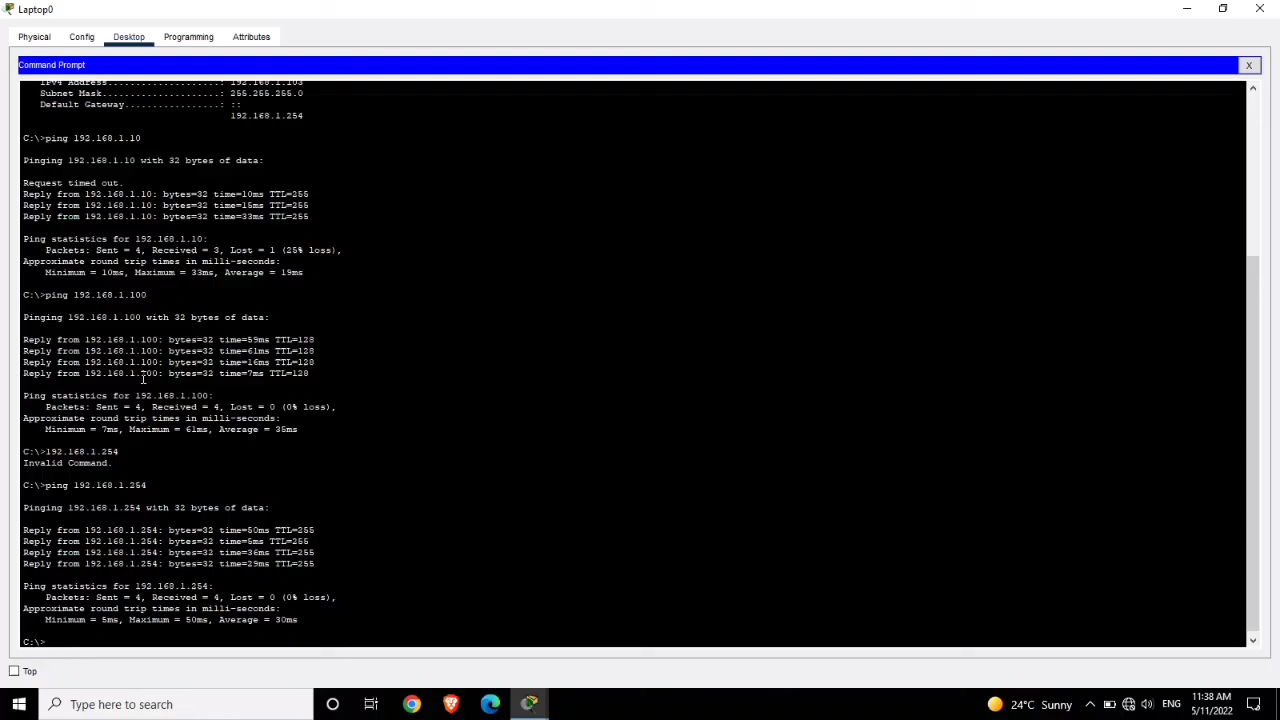 Laptop0
Physical Config Desktop Programming Attributes
Command Prompt X
IPv4 Address......................: 192.168.1.103
Subnet Mask.....................: 255.255.255.0
Default Gateway.................: ::
192.168.1.254
C:\>ping 192.168.1.10
Pinging 192.168.1.10 with 32 bytes of data:
Request timed out.
Reply from 192.168.1.10: bytes=32 time=10ms TTL=255
Reply from 192.168.1.10: bytes=32 time=15ms TTL=255
Reply from 192.168.1.10: bytes=32 time=33ms TTL=255
Ping statistics for 192.168.1.10:
Packets: Sent = 4, Received = 3, Lost = 1 (25% loss),
Approximate round trip times in milli-seconds:
Minimum = 10ms, Maximum = 33ms, Average = 19ms
C:\>ping 192.168.1.100
Pinging 192.168.1.100 with 32 bytes of data:
Reply from 192.168.1.100: bytes=32 time=59ms TTL=128
Reply from 192.168.1.100: bytes=32 time=61ms TTL=128
Reply from 192.168.1.100: bytes=32 time=16ms TTL=128
Reply from 192.168.1.100: bytes=32 time=7ms TTL=128
Ping statistics for 192.168.1.100:
Packets: Sent = 4, Received = 4, Lost = 0 (0% loss),
Approximate round trip times in milli-seconds:
Minimum = 7ms, Maximum = 61ms, Average = 35ms
C:\>192.168.1.254
Invalid Command.
C:\>ping 192.168.1.254
Pinging 192.168.1.254 with 32 bytes of data:
Reply from 192.168.1.254: bytes=32 time=50ms TTL=255
Reply from 192.168.1.254: bytes=32 time=5ms TTL=255
Reply from 192.168.1.254: bytes=32 time=36ms TTL=255
Reply from 192.168.1.254: bytes=32 time=29ms TTL=255
Ping statistics for 192.168.1.254:
Packets: Sent = 4, Received = 4, Lost = 0 (0% loss),
Approximate round trip times in milli-seconds:
Minimum = 5ms, Maximum = 50ms, Average = 30ms
C:\>
Top
Type here to search
24°C Sunny ENG
11:38 AM
5/11/2022